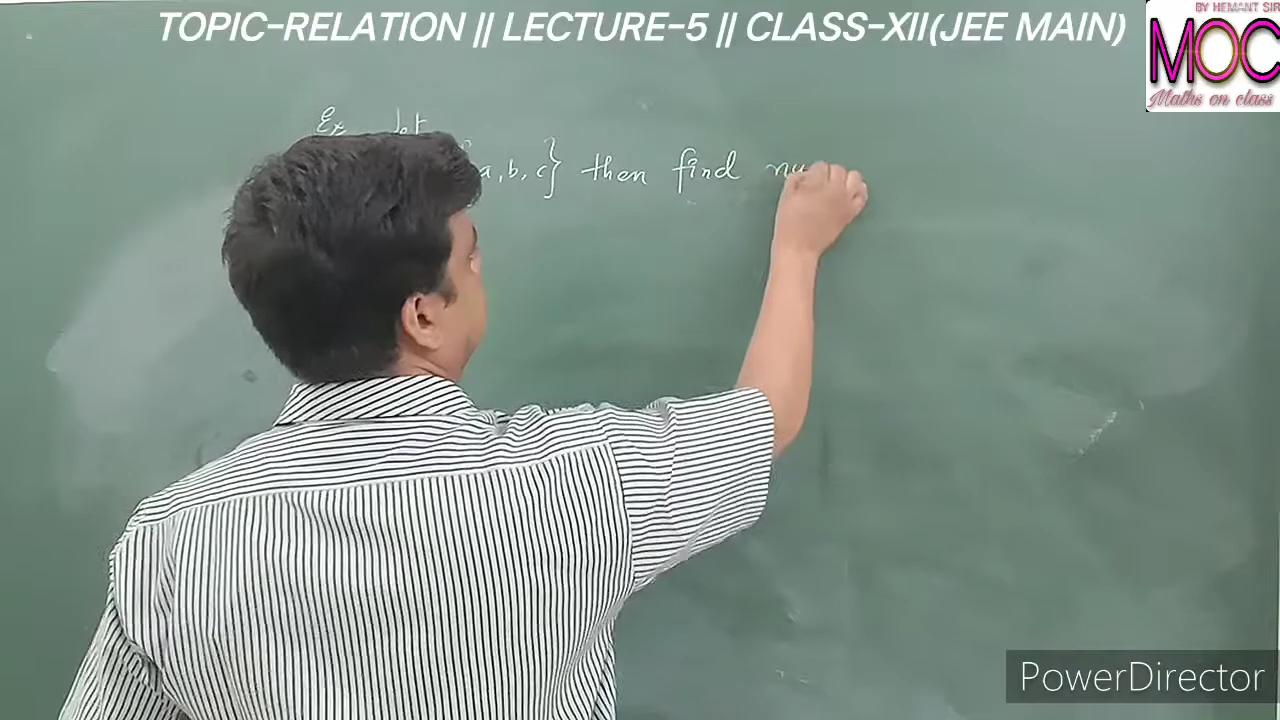 TOPIC-RELATION || LECTURE-5 || CLASS-XII(JEE MAIN)
BY HEMANT SIR
MOC
Maths on class
Ex Let
a, b, c} then find nu
PowerDirector